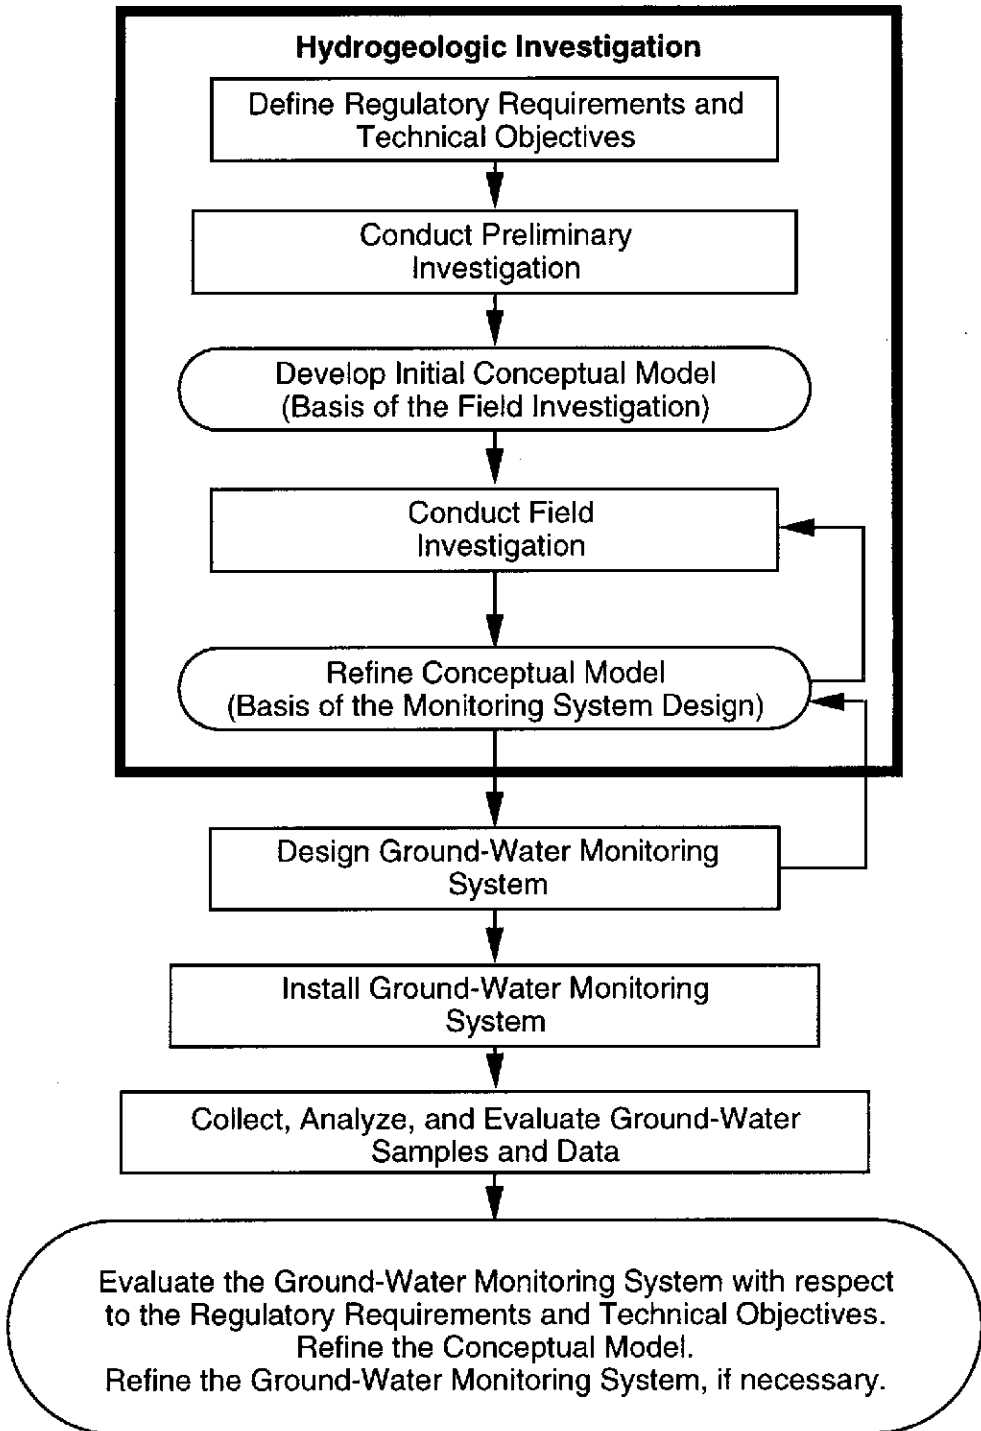 Hydrogeologic Investigation
Define Regulatory Requirements and
Technical Objectives
Conduct Preliminary
Investigation
Develop Initial Conceptual Model
(Basis of the Field Investigation)
Conduct Field
Investigation
Refine Conceptual Model
(Basis of the Monitoring System Design)
Design Ground-Water Monitoring
System
Install Ground-Water Monitoring
System
Collect, Analyze, and Evaluate Ground-Water
Samples and Data
Evaluate the Ground-Water Monitoring System with respect
to the Regulatory Requirements and Technical Objectives.
Refine the Conceptual Model.
Refine the Ground-Water Monitoring System, if necessary.